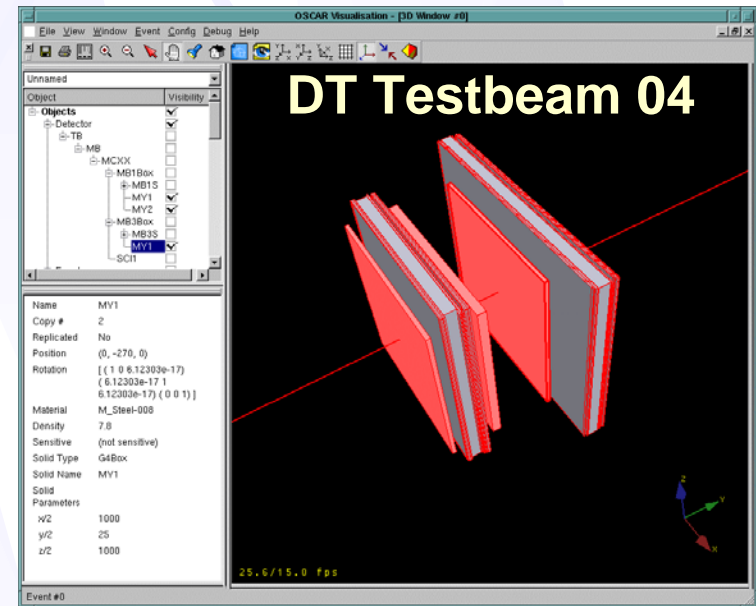 OSCAR Visualisation - [3D Window #0]
File View Window Event Config Debug Help
Unnamed
Object Visibility
Objects
Detector
TB
MB
MCXX
MB1Box
MB1S
MY1
MY2
MB3Box
MB3S
MY1
SCI1
Name MY1
Copy # 2
Replicated No
Position (0, -270, 0)
Rotation [ ( 1 0 6.12303e-17)
( 6.12303e-17 1
6.12303e-17) ( 0 0 1) ]
Material M_Steel-008
Density 7.8
Sensitive (not sensitive)
Solid Type G4Box
Solid Name MY1
Solid
Parameters
x/2 1000
y/2 25
z/2 1000
DT Testbeam 04
Z
Y
X
25.6/15.0 fps
Event #0